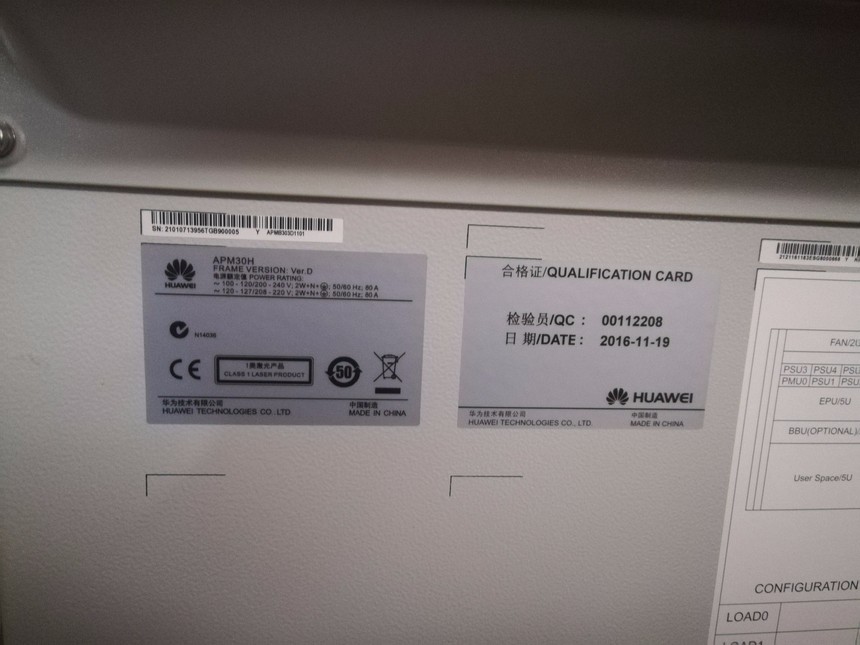 SN: 21010713956TGB900005 Y APMB303D1101
HUAWEI
APM30H
FRAME VERSION: Ver.D
电源额定值 POWER RATING:
～ 100 - 120/200 - 240 V; 2W+N+; 50/60 Hz; 80 A
～ 120 - 127/208 - 220 V; 2W+N+; 50/60 Hz; 80 A
N14036
CE
1类激光产品
CLASS 1 LASER PRODUCT
50
华为技术有限公司 中国制造
HUAWEI TECHNOLOGIES CO., LTD MADE IN CHINA
合格证/QUALIFICATION CARD
检验员/QC： 00112208
日 期/DATE： 2016-11-19
HUAWEI
华为技术有限公司 中国制造
HUAWEI TECHNOLOGIES CO., LTD. MADE IN CHINA
FAN/2U
PSU3 PSU4 PSU
PMU0 PSU1 PSU
EPU/5U
BBU(OPTIONAL)/
User Space/5U
CONFIGURATION
LOAD0
LOAD1